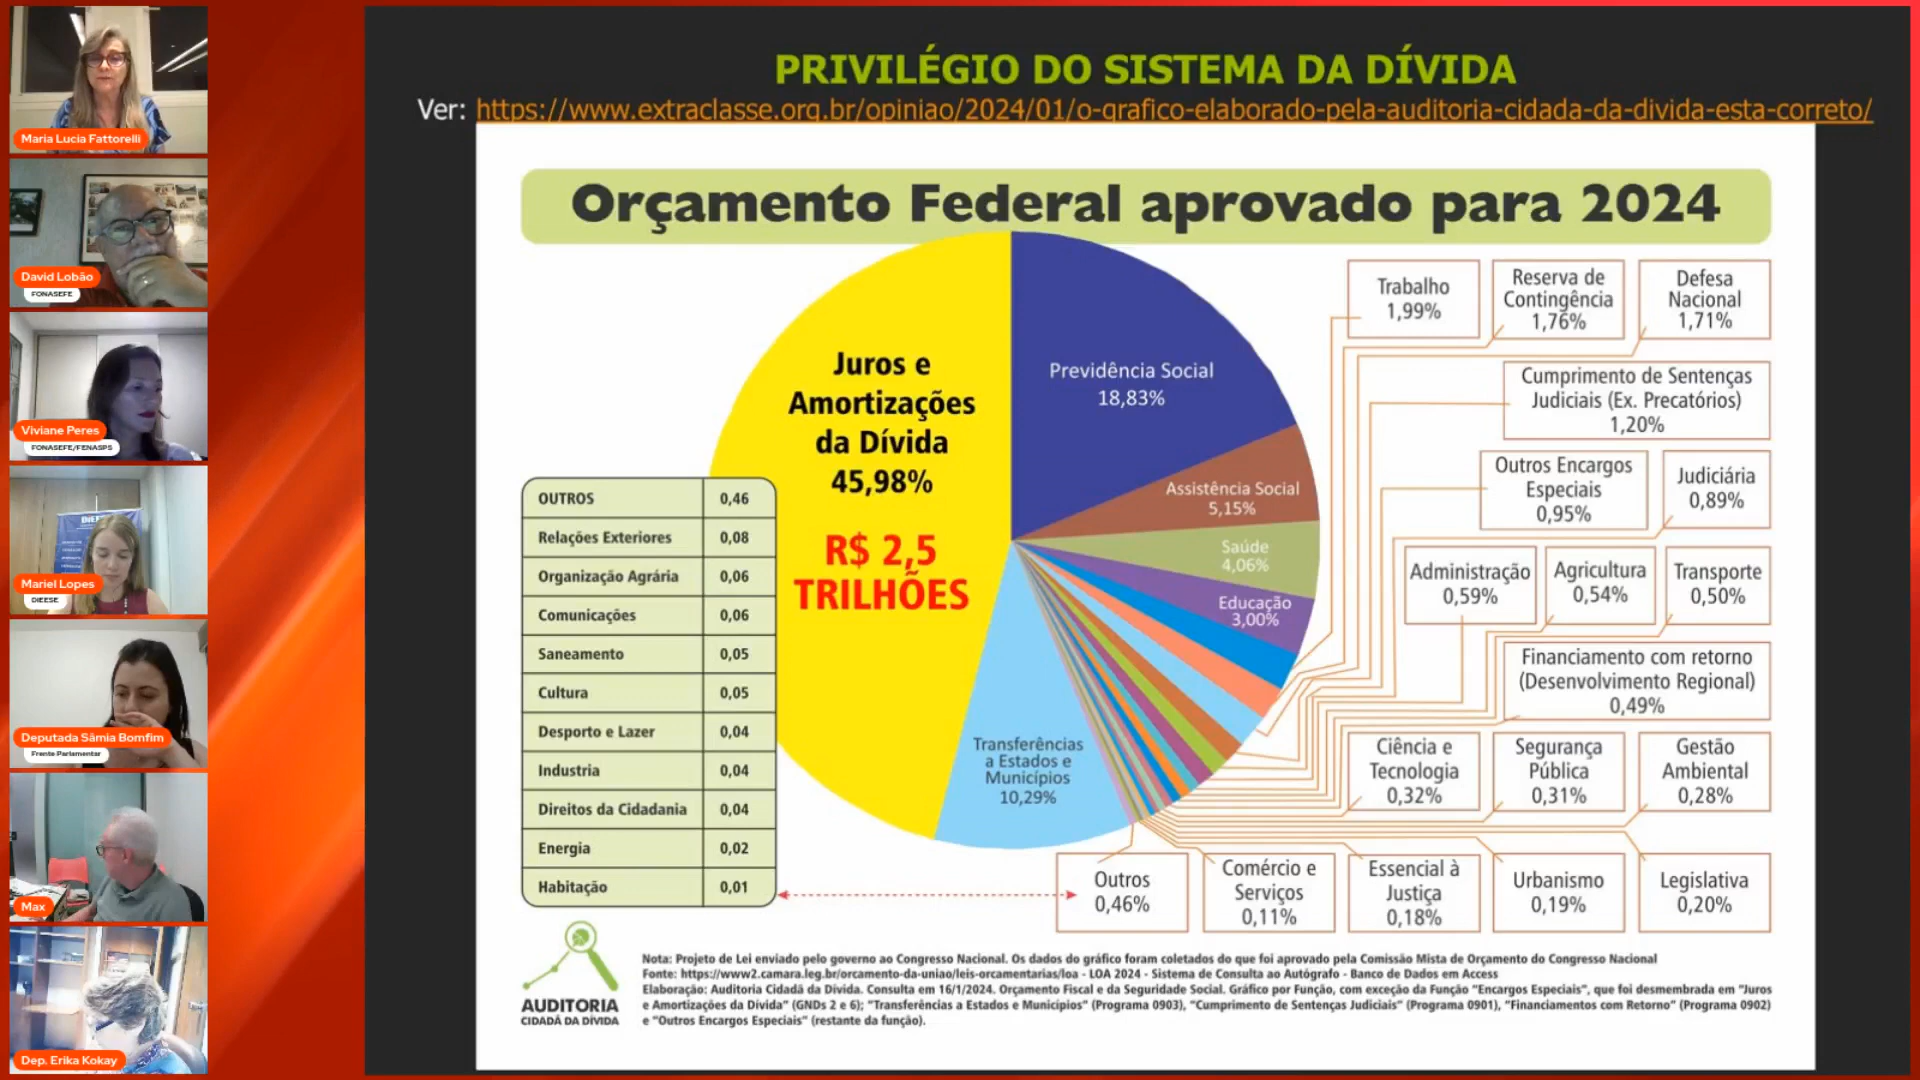 PRIVILÉGIO DO SISTEMA DA DÍVIDA
Ver: https://www.extraclasse.org.br/opiniao/2024/01/o-grafico-elaborado-pela-auditoria-cidada-da-divida-esta-correto/
Orçamento Federal aprovado para 2024
Juros e
Amortizações
da Dívida
45,98%
R$ 2,5
TRILHÕES
Previdência Social
18,83%
Assistência Social
5,15%
Saúde
4,06%
Educação
3,00%
Transferências
a Estados e
Municípios
10,29%
Trabalho
1,99%
Reserva de
Contingência
1,76%
Defesa
Nacional
1,71%
Cumprimento de Sentenças
Judiciais (Ex. Precatórios)
1,20%
Outros Encargos
Especiais
0,95%
Judiciária
0,89%
Administração
0,59%
Agricultura
0,54%
Transporte
0,50%
Financiamento com retorno
(Desenvolvimento Regional)
0,49%
Ciência e
Tecnologia
0,32%
Segurança
Pública
0,31%
Gestão
Ambiental
0,28%
Outros
0,46%
Comércio e
Serviços
0,11%
Essencial à
Justiça
0,18%
Urbanismo
0,19%
Legislativa
0,20%
OUTROS 0,46
Relações Exteriores 0,08
Organização Agrária 0,06
Comunicações 0,06
Saneamento 0,05
Cultura 0,05
Desporto e Lazer 0,04
Industria 0,04
Direitos da Cidadania 0,04
Energia 0,02
Habitação 0,01
AUDITORIA
CIDADÃ DA DÍVIDA
Nota: Projeto de Lei enviado pelo governo ao Congresso Nacional. Os dados do gráfico foram coletados do que foi aprovado pela Comissão Mista de Orçamento do Congresso Nacional
Fonte: https://www2.camara.leg.br/orcamento-da-uniao/leis-orcamentarias/loa - LOA 2024 - Sistema de Consulta ao Autógrafo - Banco de Dados em Access
Elaboração: Auditoria Cidadã da Dívida. Consulta em 16/1/2024. Orçamento Fiscal e da Seguridade Social. Gráfico por Função, com exceção da Função "Encargos Especiais", que foi desmembrada em "Juros
e Amortizações da Dívida" (GNDs 2 e 6); "Transferências a Estados e Municípios" (Programa 0903), "Cumprimento de Sentenças Judiciais" (Programa 0901), "Financiamentos com Retorno" (Programa 0902)
e "Outros Encargos Especiais" (restante da função).
Maria Lucia Fattorelli
David Lobão
FONASEFE
Viviane Peres
FONASEFE/FENASPS
Mariel Lopes
DIEESE
Deputada Sâmia Bomfim
Frente Parlamentar
Max
Dep. Erika Kokay